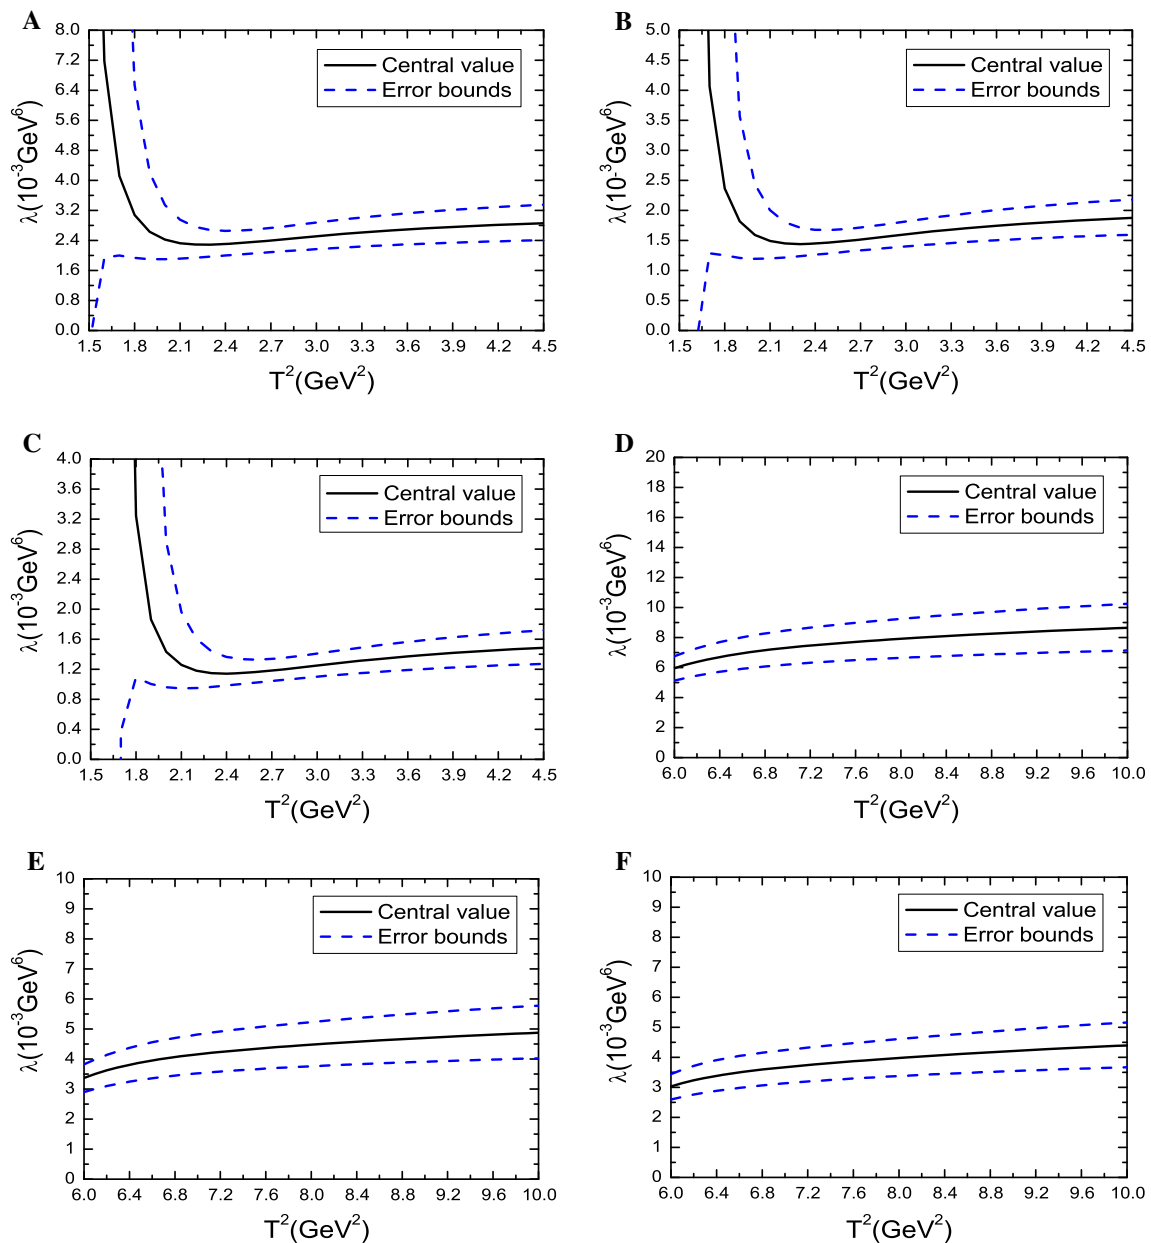 A
8.0
7.2
6.4
5.6
4.8
4.0
3.2
2.4
1.6
0.8
0.0
λ(10⁻³GeV⁶)
Central value
Error bounds
1.5 1.8 2.1 2.4 2.7 3.0 3.3 3.6 3.9 4.2 4.5
T²(GeV²)
B
5.0
4.5
4.0
3.5
3.0
2.5
2.0
1.5
1.0
0.5
0.0
λ(10⁻³GeV⁶)
Central value
Error bounds
1.5 1.8 2.1 2.4 2.7 3.0 3.3 3.6 3.9 4.2 4.5
T²(GeV²)
C
4.0
3.6
3.2
2.8
2.4
2.0
1.6
1.2
0.8
0.4
0.0
λ(10⁻³GeV⁶)
Central value
Error bounds
1.5 1.8 2.1 2.4 2.7 3.0 3.3 3.6 3.9 4.2 4.5
T²(GeV²)
D
20
18
16
14
12
10
8
6
4
2
0
λ(10⁻³GeV⁶)
Central value
Error bounds
6.0 6.4 6.8 7.2 7.6 8.0 8.4 8.8 9.2 9.6 10.0
T²(GeV²)
E
10
9
8
7
6
5
4
3
2
1
0
λ(10⁻³GeV⁶)
Central value
Error bounds
6.0 6.4 6.8 7.2 7.6 8.0 8.4 8.8 9.2 9.6 10.0
T²(GeV²)
F
10
9
8
7
6
5
4
3
2
1
0
λ(10⁻³GeV⁶)
Central value
Error bounds
6.0 6.4 6.8 7.2 7.6 8.0 8.4 8.8 9.2 9.6 10.0
T²(GeV²)